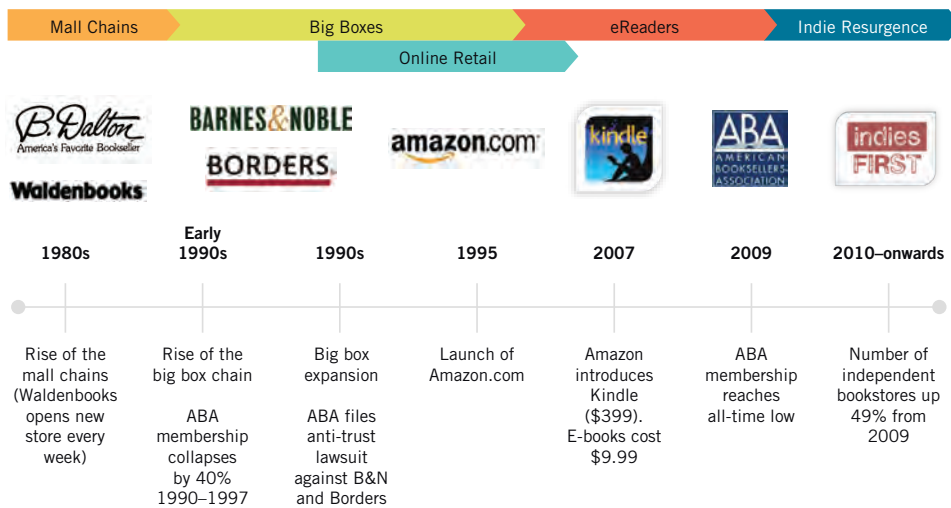 Mall Chains
Big Boxes
eReaders
Indie Resurgence
Online Retail
B. Dalton
America's Favorite Bookseller
Waldenbooks
BARNES&NOBLE
BORDERS.
amazon.com
kindle
ABA
AMERICAN
BOOKSELLERS
ASSOCIATION
indies
FIRST
1980s
Early
1990s
1990s
1995
2007
2009
2010–onwards
Rise of the
mall chains
(Waldenbooks
opens new
store every
week)
Rise of the
big box chain
ABA
membership
collapses
by 40%
1990–1997
Big box
expansion
ABA files
anti-trust
lawsuit
against B&N
and Borders
Launch of
Amazon.com
Amazon
introduces
Kindle
($399).
E-books cost
$9.99
ABA
membership
reaches
all-time low
Number of
independent
bookstores up
49% from
2009